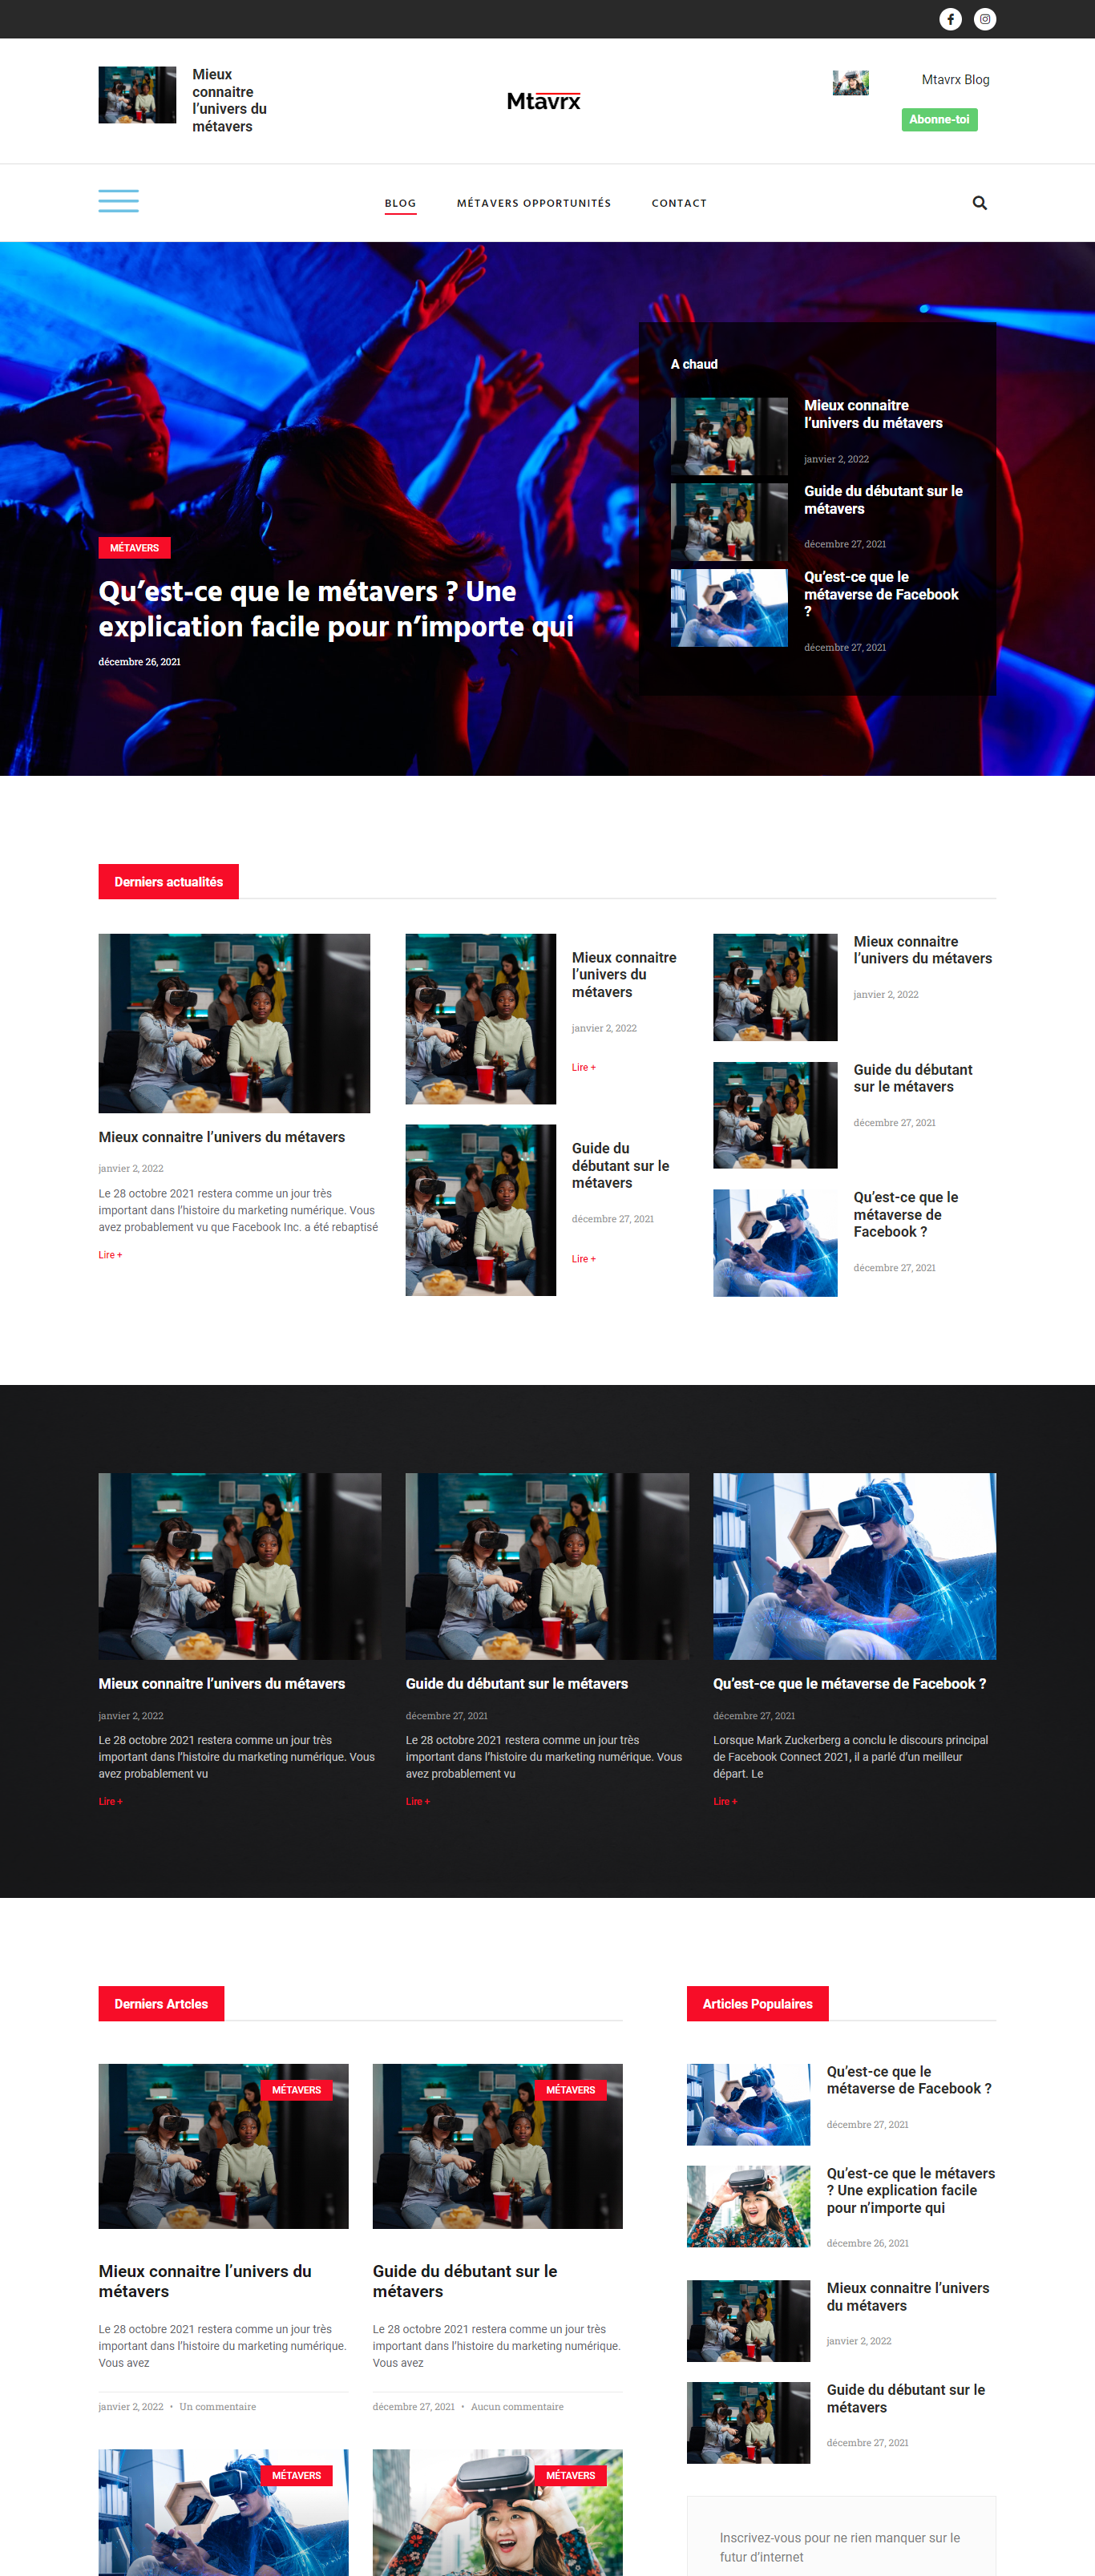 Mieux
connaitre
l’univers du
métavers
Mtavrx
Mtavrx Blog
Abonne-toi
BLOG
MÉTAVERS OPPORTUNITÉS
CONTACT
MÉTAVERS
Qu’est-ce que le métavers ? Une
explication facile pour n’importe qui
décembre 26, 2021
A chaud
Mieux connaitre
l’univers du métavers
janvier 2, 2022
Guide du débutant sur le
métavers
décembre 27, 2021
Qu’est-ce que le
métaverse de Facebook
?
décembre 27, 2021
Derniers actualités
Mieux connaitre l’univers du métavers
janvier 2, 2022
Le 28 octobre 2021 restera comme un jour très
important dans l’histoire du marketing numérique. Vous
avez probablement vu que Facebook Inc. a été rebaptisé
Lire +
Mieux connaitre
l’univers du
métavers
janvier 2, 2022
Lire +
Guide du
débutant sur le
métavers
décembre 27, 2021
Lire +
Mieux connaitre
l’univers du métavers
janvier 2, 2022
Guide du débutant
sur le métavers
décembre 27, 2021
Qu’est-ce que le
métaverse de
Facebook ?
décembre 27, 2021
Mieux connaitre l’univers du métavers
janvier 2, 2022
Le 28 octobre 2021 restera comme un jour très
important dans l’histoire du marketing numérique. Vous
avez probablement vu
Lire +
Guide du débutant sur le métavers
décembre 27, 2021
Le 28 octobre 2021 restera comme un jour très
important dans l’histoire du marketing numérique. Vous
avez probablement vu
Lire +
Qu’est-ce que le métaverse de Facebook ?
décembre 27, 2021
Lorsque Mark Zuckerberg a conclu le discours principal
de Facebook Connect 2021, il a parlé d’un meilleur
départ. Le
Lire +
Derniers Artcles
MÉTAVERS
Mieux connaitre l’univers du
métavers
Le 28 octobre 2021 restera comme un jour très
important dans l’histoire du marketing numérique.
Vous avez
janvier 2, 2022 • Un commentaire
MÉTAVERS
Guide du débutant sur le
métavers
Le 28 octobre 2021 restera comme un jour très
important dans l’histoire du marketing numérique.
Vous avez
décembre 27, 2021 • Aucun commentaire
MÉTAVERS
MÉTAVERS
Articles Populaires
Qu’est-ce que le
métaverse de Facebook ?
décembre 27, 2021
Qu’est-ce que le métavers
? Une explication facile
pour n’importe qui
décembre 26, 2021
Mieux connaitre l’univers
du métavers
janvier 2, 2022
Guide du débutant sur le
métavers
décembre 27, 2021
Inscrivez-vous pour ne rien manquer sur le
futur d’internet